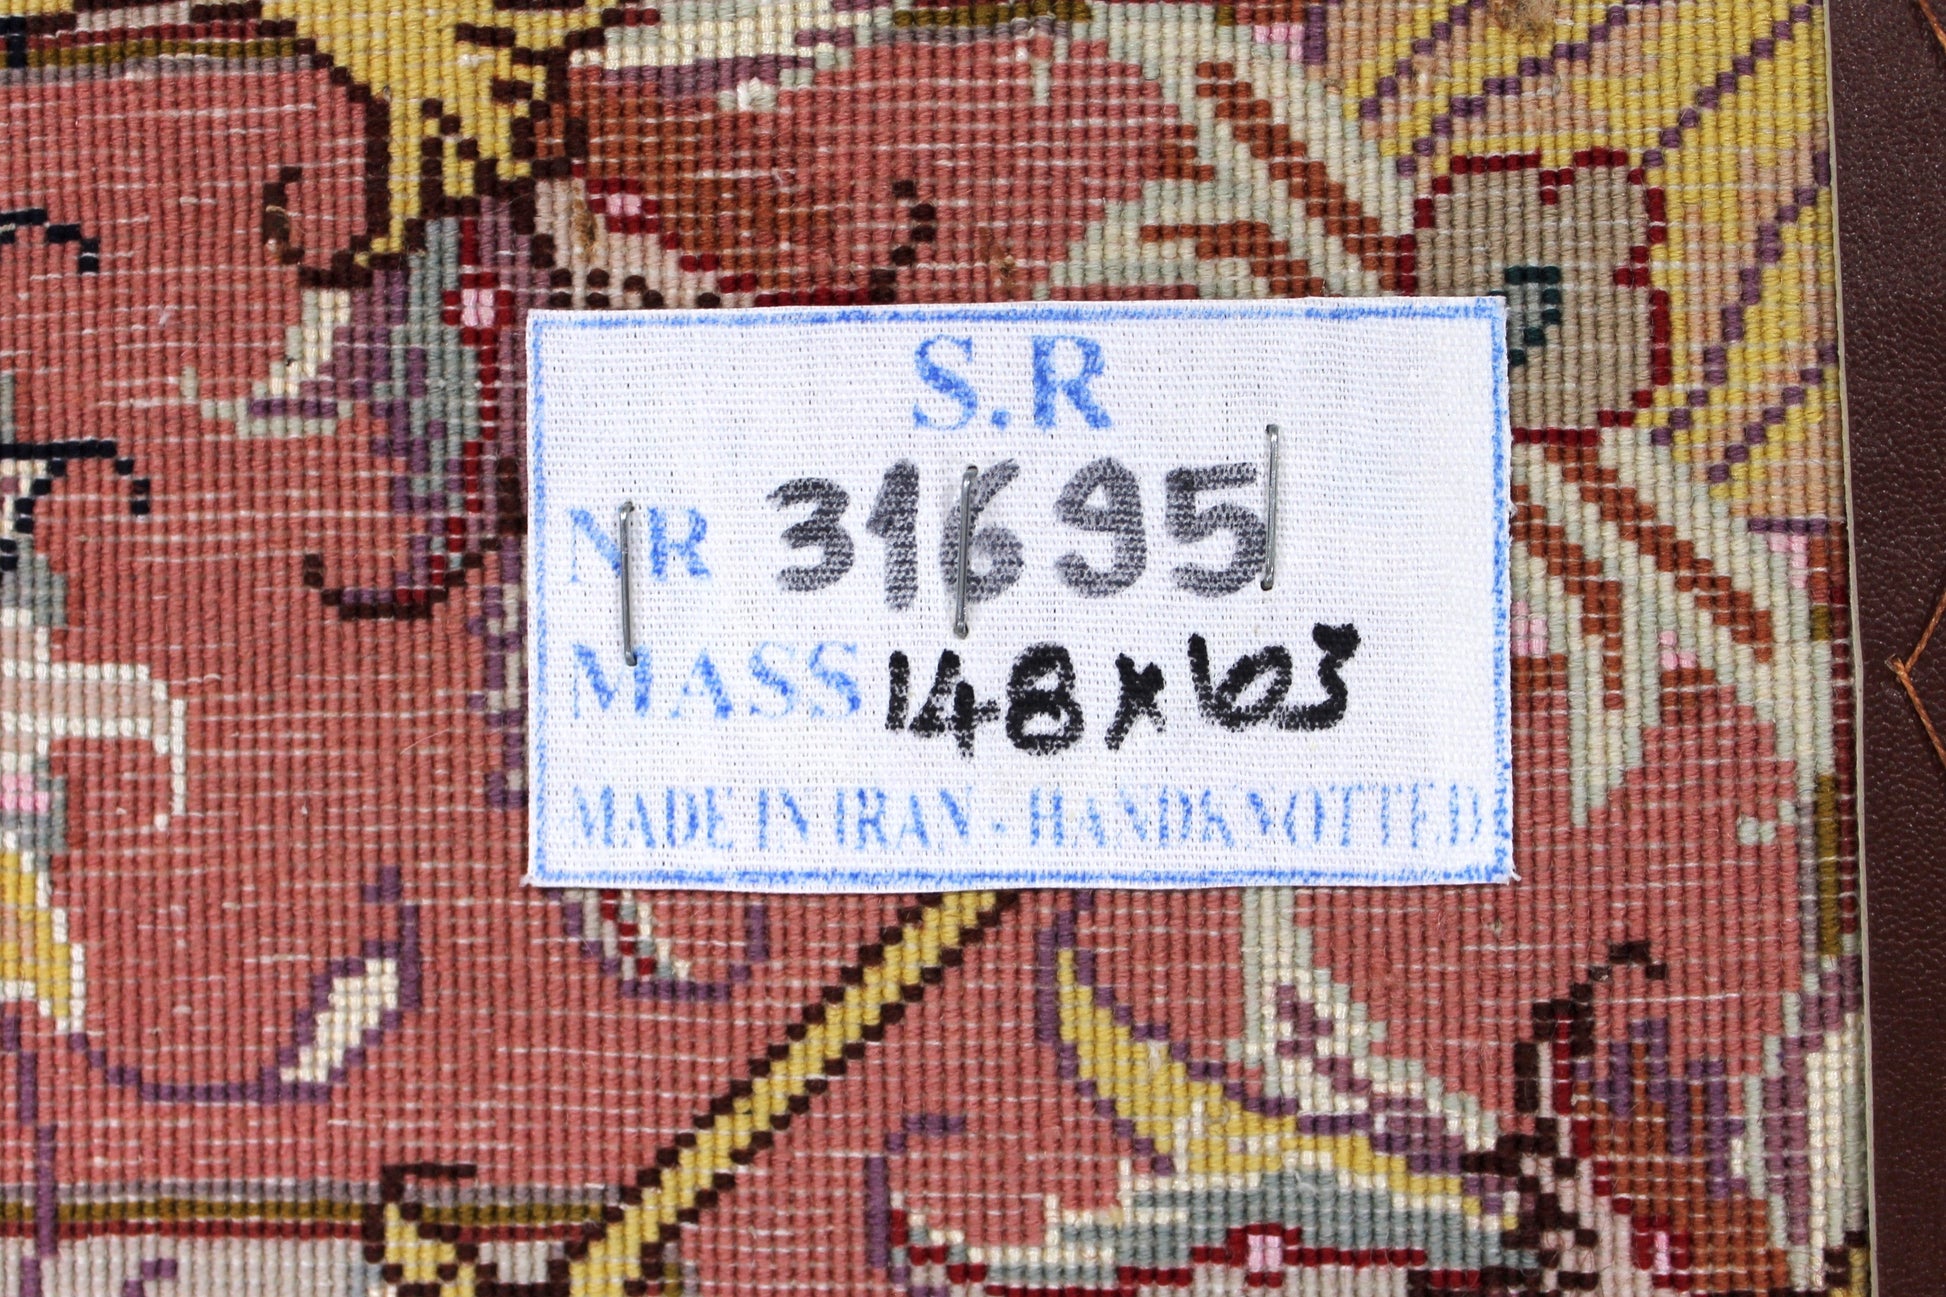 S.R
NR 31695
MASS 148x103
MADE IN IRAN - HANDKNOTTED